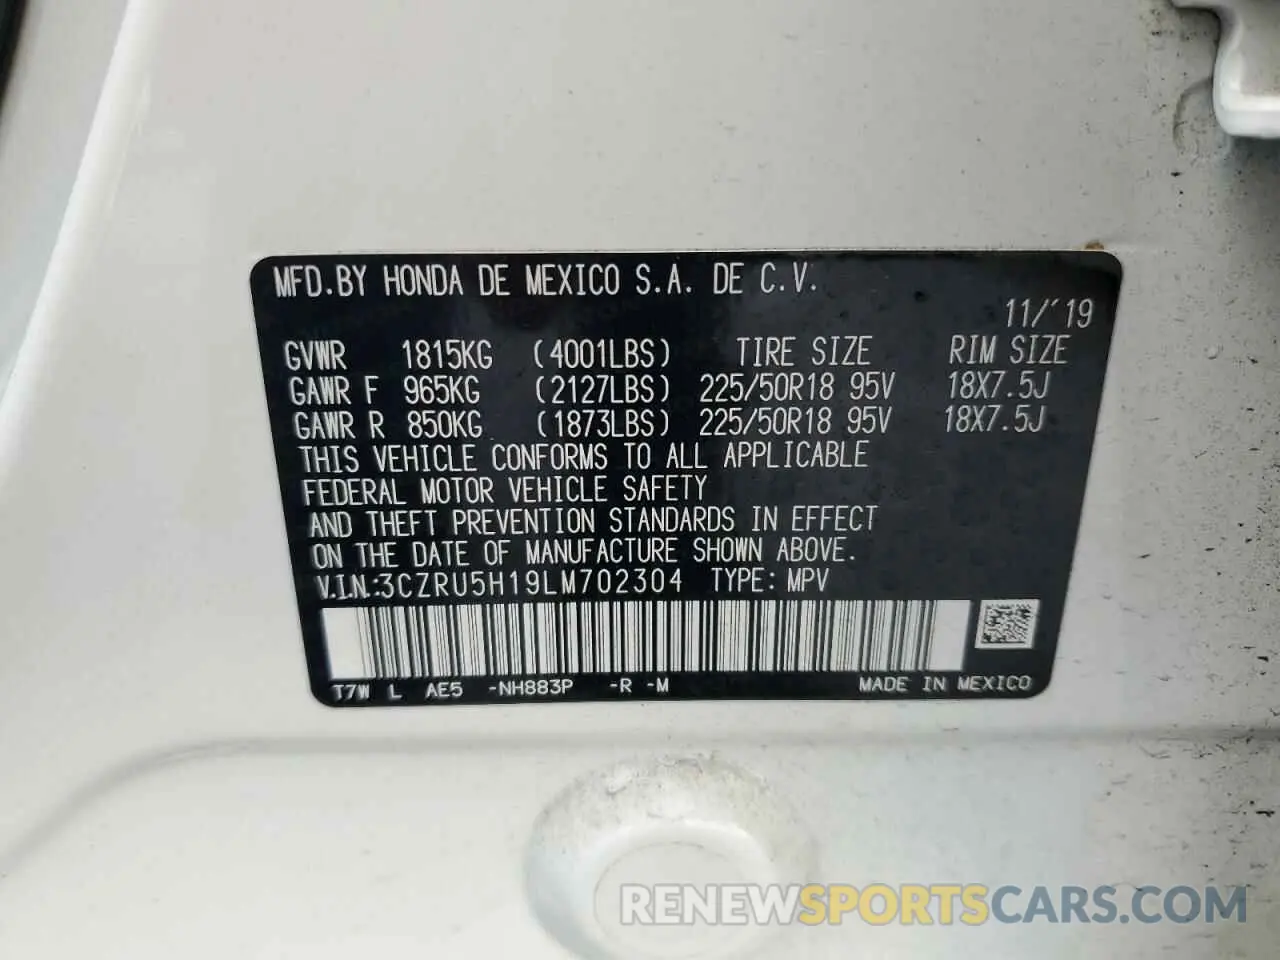 MFD.BY HONDA DE MEXICO S.A. DE C.V.
11/'19
GVWR 1815KG (4001LBS) TIRE SIZE RIM SIZE
GAWR F 965KG (2127LBS) 225/50R18 95V 18X7.5J
GAWR R 850KG (1873LBS) 225/50R18 95V 18X7.5J
THIS VEHICLE CONFORMS TO ALL APPLICABLE
FEDERAL MOTOR VEHICLE SAFETY
AND THEFT PREVENTION STANDARDS IN EFFECT
ON THE DATE OF MANUFACTURE SHOWN ABOVE.
V.I.N.:3CZRU5H19LM702304 TYPE: MPV
T7W L AE5 -NH883P -R -M MADE IN MEXICO
RENEWSPORTSCARS.COM